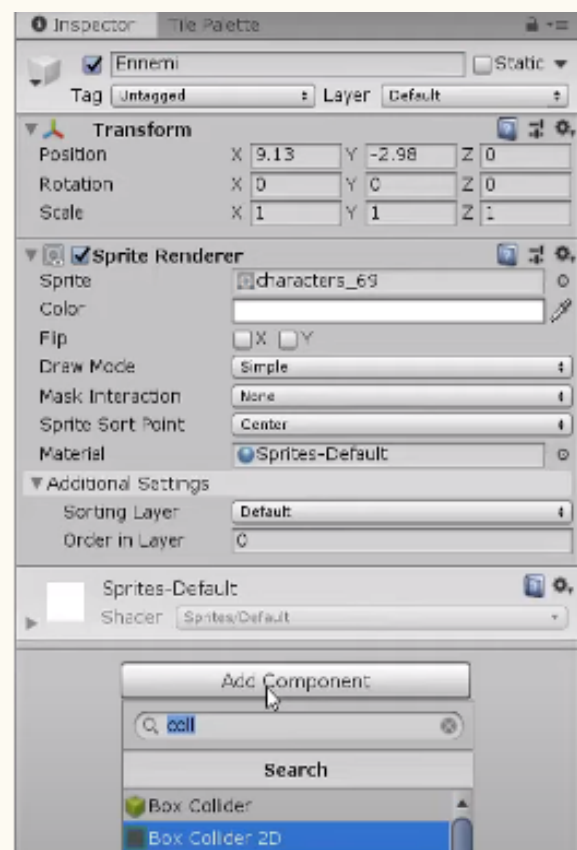 Inspector Tile Palette
Ennemi Static
Tag Untagged Layer Default
Transform
Position X 9.13 Y -2.98 Z 0
Rotation X 0 Y 0 Z 0
Scale X 1 Y 1 Z 1
Sprite Renderer
Sprite characters_69
Color
Flip X Y
Draw Mode Simple
Mask Interaction None
Sprite Sort Point Center
Material Sprites-Default
Additional Settings
Sorting Layer Default
Order in Layer 0
Sprites-Default
Shader Sprites/Default
Add Component
coll
Search
Box Collider
Box Collider 2D